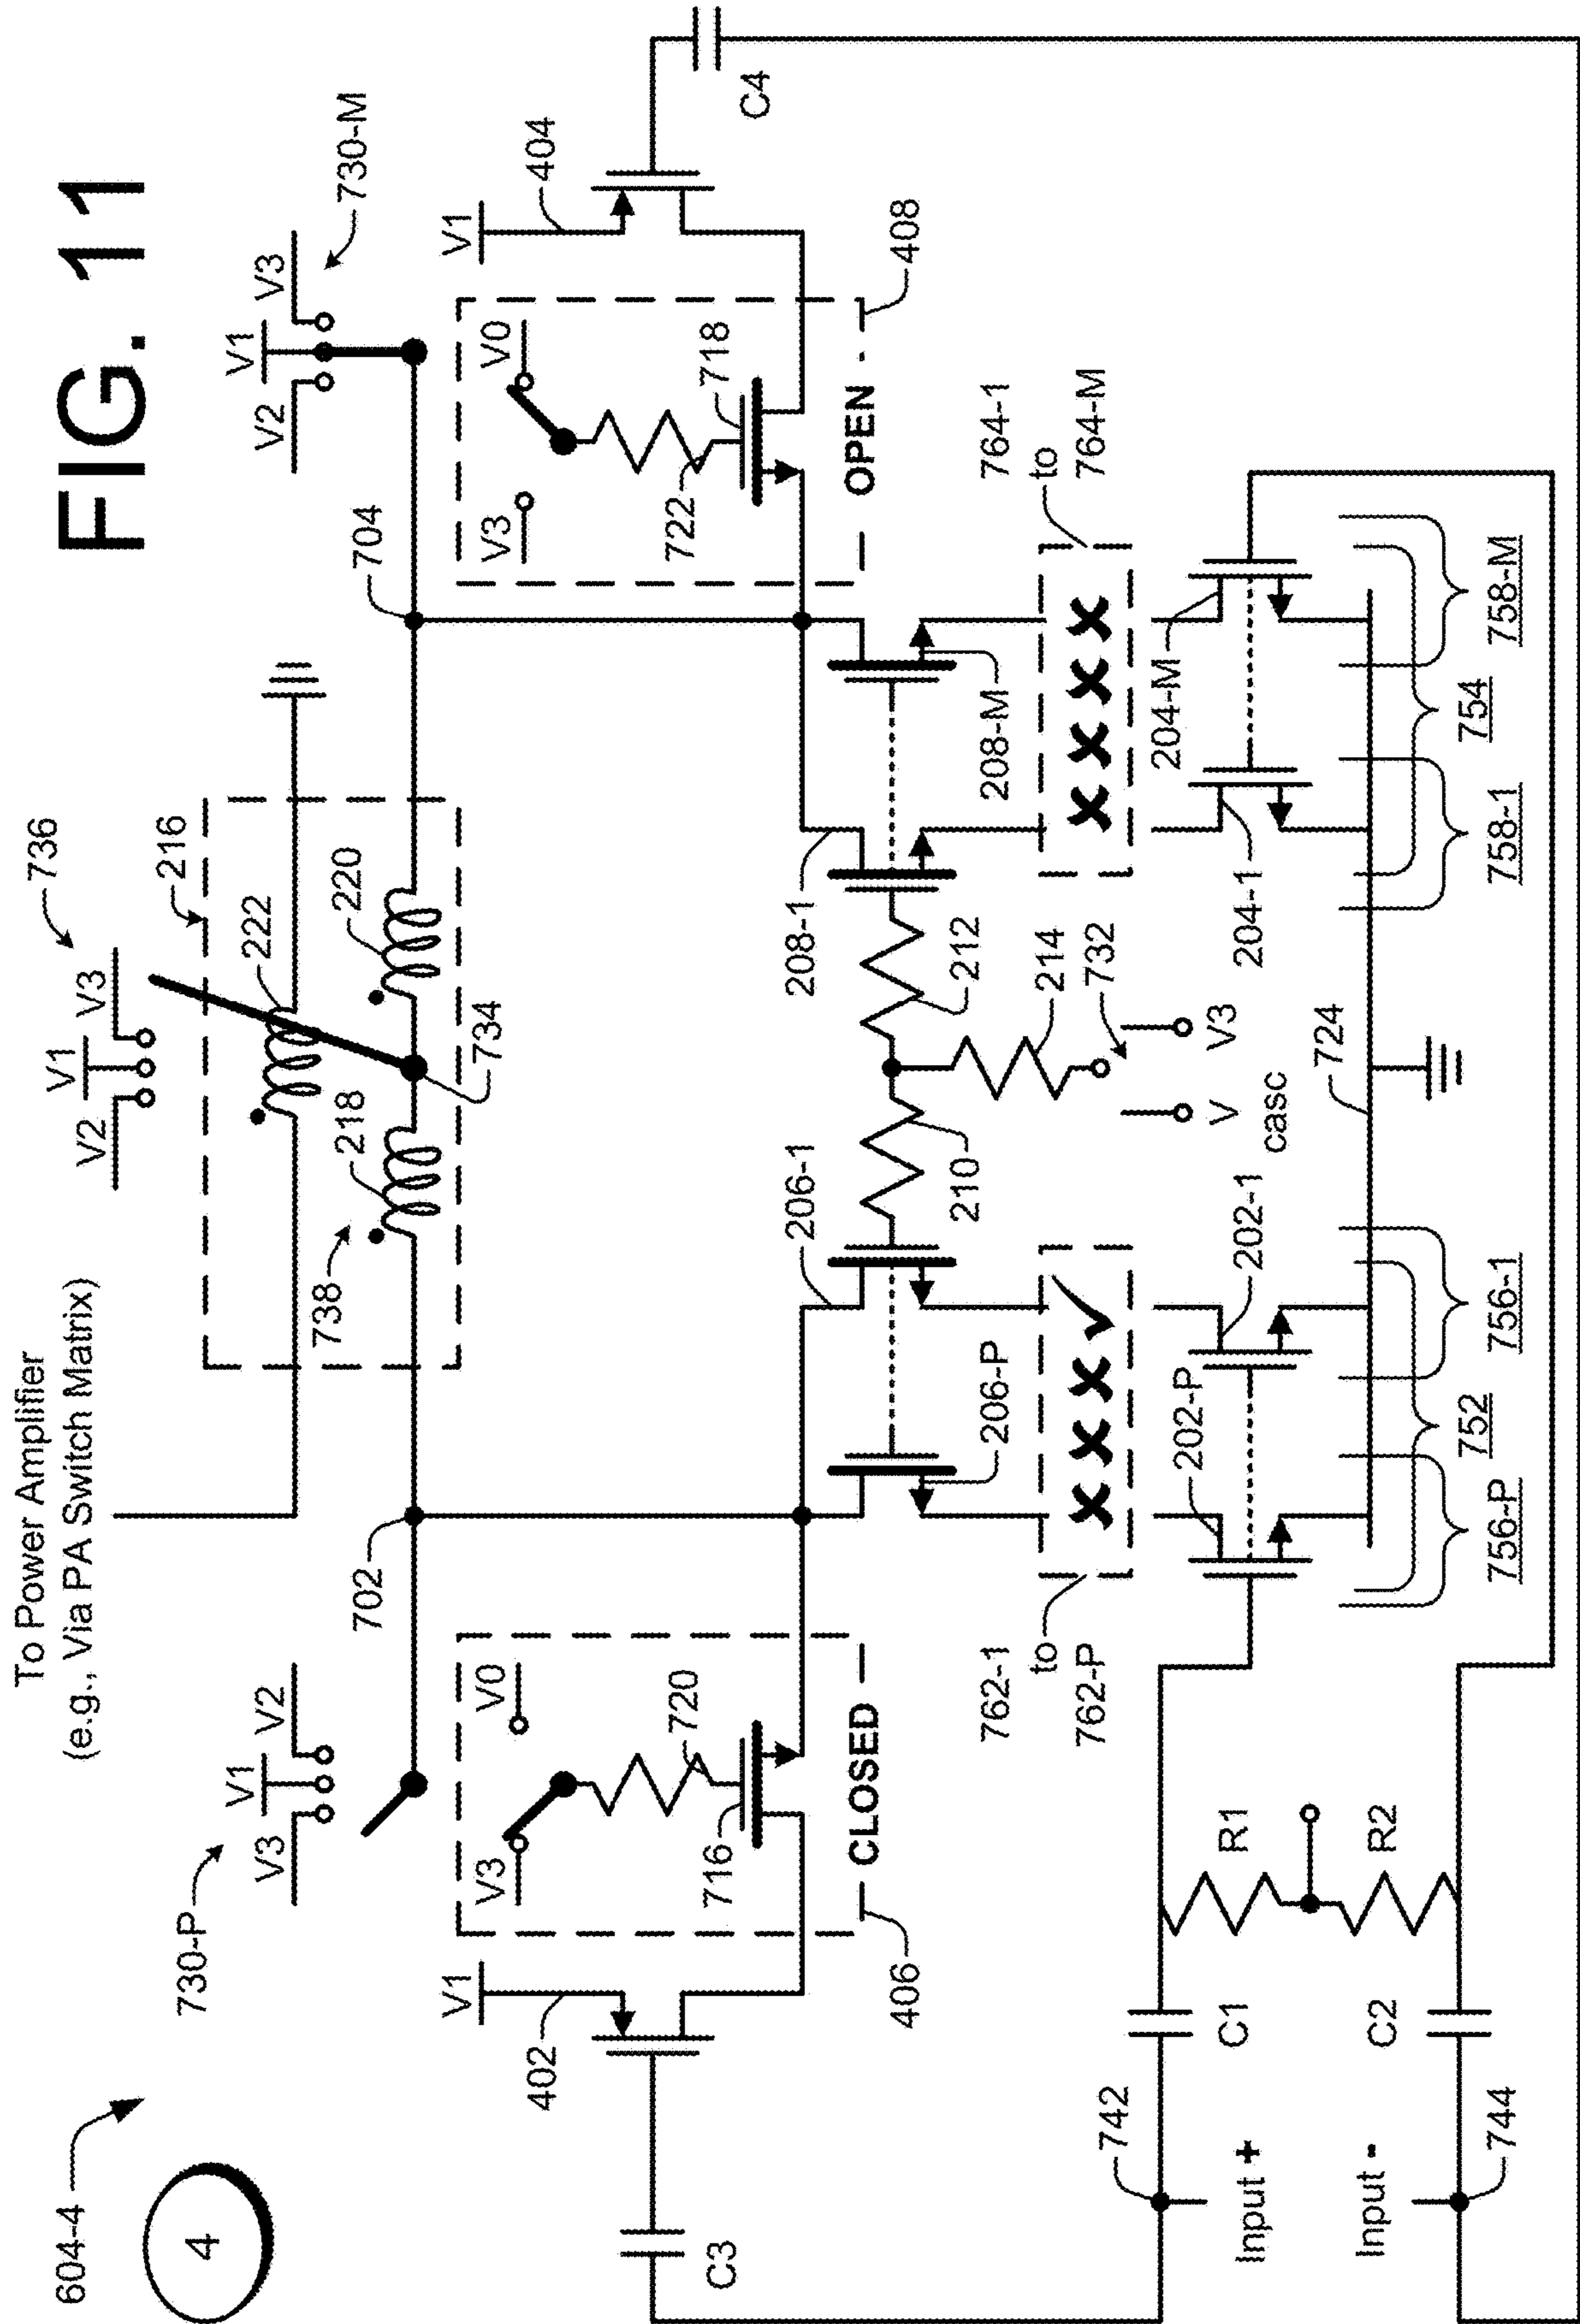 FIG. 11
604-4
4
To Power Amplifier
(e.g., Via PA Switch Matrix)
736
V2
V1
V3
216
222
738
218
220
734
730-P
V3
V1
V2
702
704
V2
V1
V3
730-M
V1
402
406
V3
V0
720
716
CLOSED
V3
V0
722
718
OPEN
408
V1
404
C3
C4
206-1
206-P
208-1
208-M
210
212
214
732
V
casc
V3
762-1
to
762-P
764-1
to
764-M
202-P
202-1
204-1
204-M
724
756-P
752
756-1
758-1
754
758-M
742
Input +
C1
R1
Input -
744
C2
R2